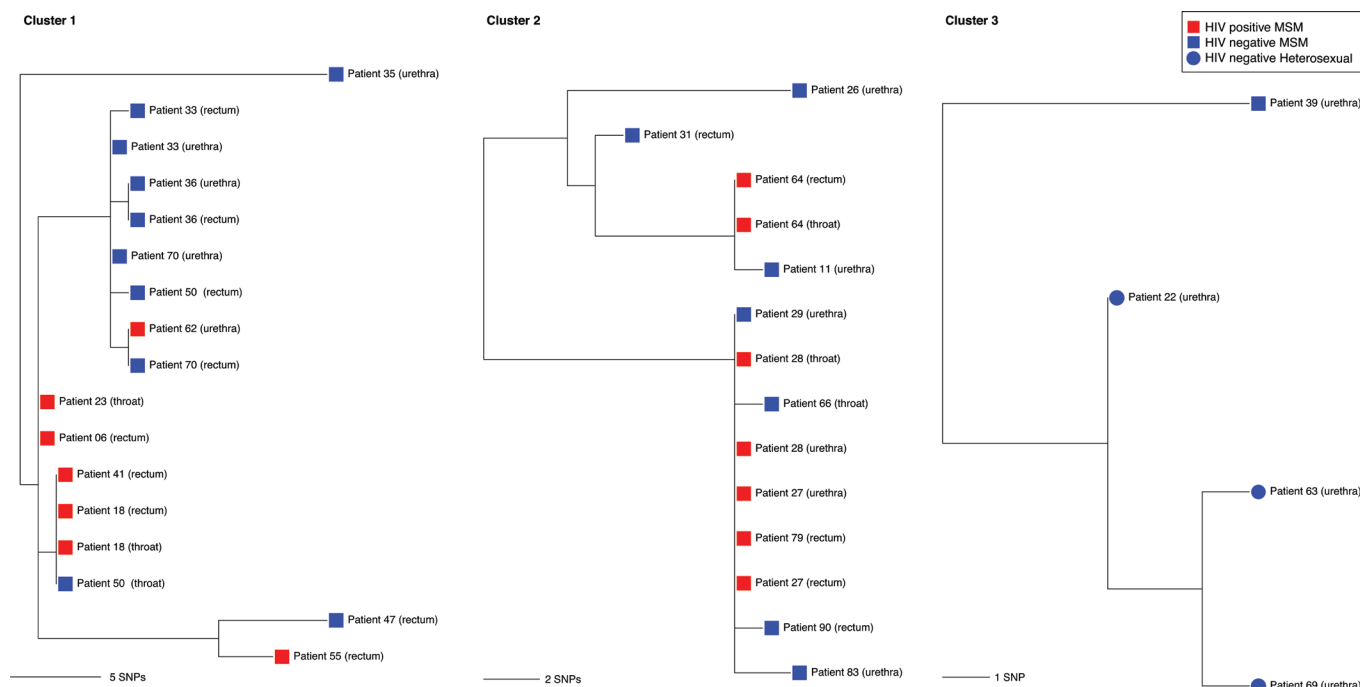 Cluster 1
Patient 35 (urethra)
Patient 33 (rectum)
Patient 33 (urethra)
Patient 36 (urethra)
Patient 36 (rectum)
Patient 70 (urethra)
Patient 50 (rectum)
Patient 62 (urethra)
Patient 70 (rectum)
Patient 23 (throat)
Patient 06 (rectum)
Patient 41 (rectum)
Patient 18 (rectum)
Patient 18 (throat)
Patient 50 (throat)
Patient 47 (rectum)
Patient 55 (rectum)
5 SNPs
Cluster 2
Patient 26 (urethra)
Patient 31 (rectum)
Patient 64 (rectum)
Patient 64 (throat)
Patient 11 (urethra)
Patient 29 (urethra)
Patient 28 (throat)
Patient 66 (throat)
Patient 28 (urethra)
Patient 27 (urethra)
Patient 79 (rectum)
Patient 27 (rectum)
Patient 90 (rectum)
Patient 83 (urethra)
2 SNPs
Cluster 3
HIV positive MSM
HIV negative MSM
HIV negative Heterosexual
Patient 39 (urethra)
Patient 22 (urethra)
Patient 63 (urethra)
Patient 69 (urethra)
1 SNP